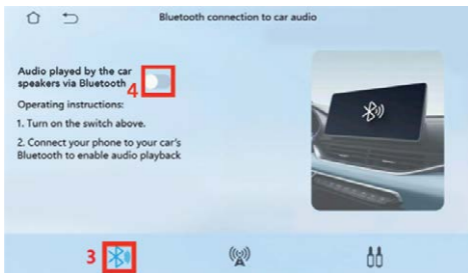 Bluetooth connection to car audio
Audio played by the car
speakers via Bluetooth
4
Operating instructions:
1. Turn on the switch above.
2. Connect your phone to your car's
Bluetooth to enable audio playback
3